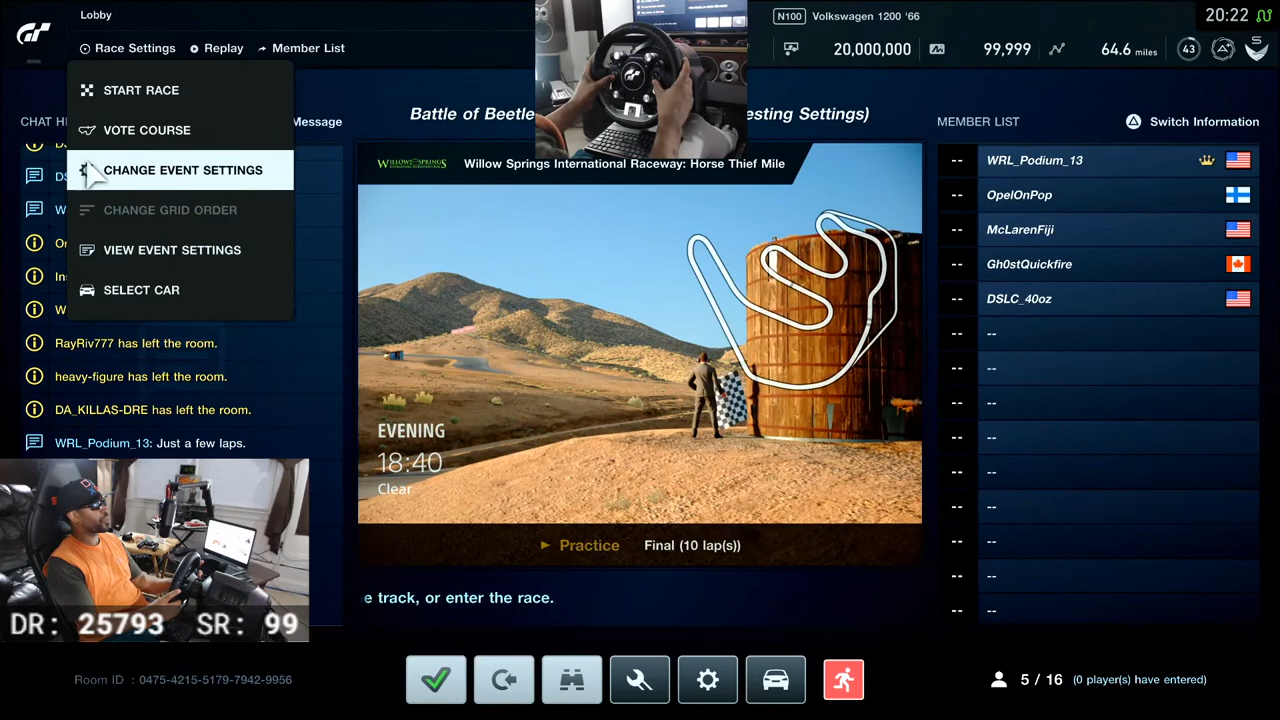 Lobby
Race Settings
Replay
Member List
N100
Volkswagen 1200 '66
20:22
20,000,000
99,999
64.6 miles
43
S
START RACE
VOTE COURSE
CHANGE EVENT SETTINGS
CHANGE GRID ORDER
VIEW EVENT SETTINGS
SELECT CAR
CHAT HI
Message
RayRiv777 has left the room.
heavy-figure has left the room.
DA_KILLAS-DRE has left the room.
WRL_Podium_13: Just a few laps.
Battle of Beetle
esting Settings)
WILLOW SPRINGS
Willow Springs International Raceway: Horse Thief Mile
EVENING
18:40
Clear
Practice
Final (10 lap(s))
e track, or enter the race.
MEMBER LIST
Switch Information
-- WRL_Podium_13
-- OpelOnPop
-- McLarenFiji
-- Gh0stQuickfire
-- DSLC_40oz
-- --
-- --
-- --
-- --
-- --
-- --
-- --
-- --
-- --
DR: 25793 SR: 99
Room ID : 0475-4215-5179-7942-9956
5 / 16
(0 player(s) have entered)